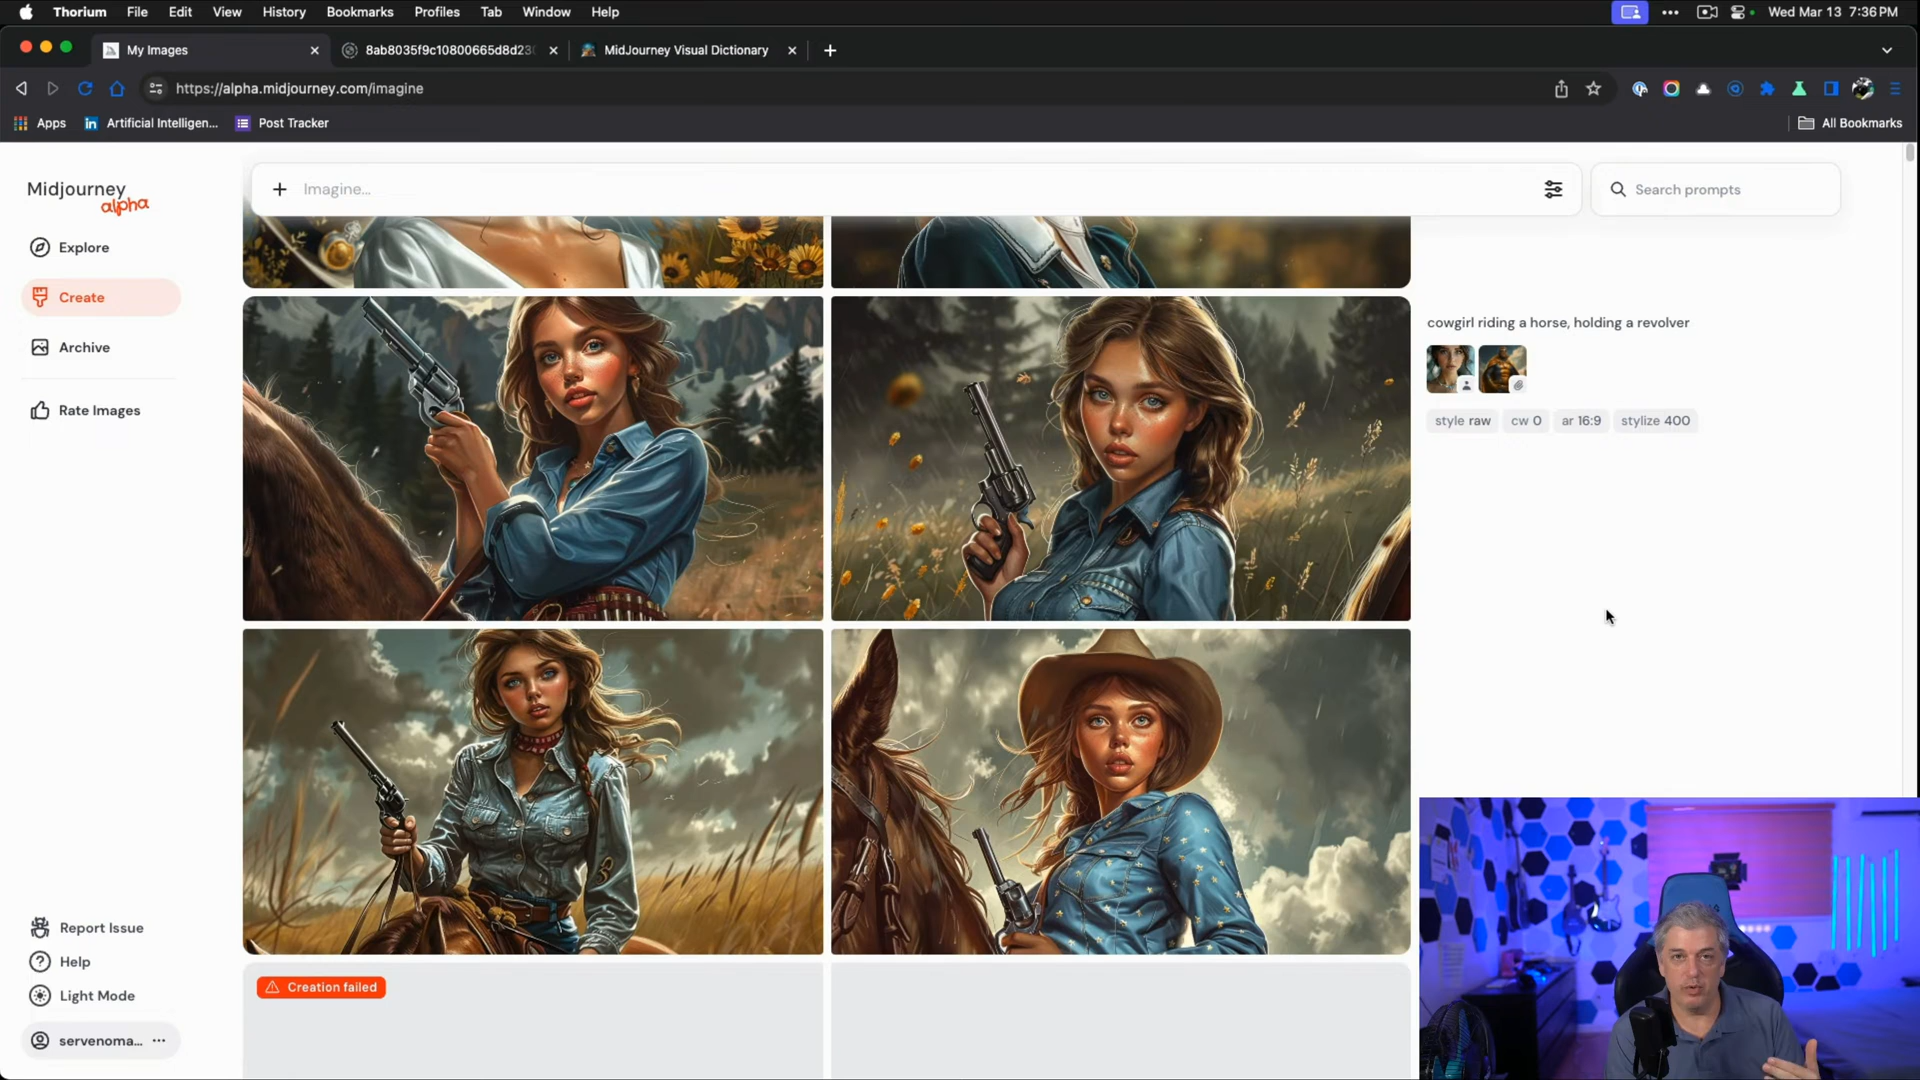 Thorium File Edit View History Bookmarks Profiles Tab Window Help Wed Mar 13 7:36 PM
My Images 8ab8035f9c10800665d8d23 MidJourney Visual Dictionary
https://alpha.midjourney.com/imagine
Apps Artificial Intelligen... Post Tracker All Bookmarks
Midjourney
alpha
Imagine...
Search prompts
Explore
Create
Archive
Rate Images
cowgirl riding a horse, holding a revolver
style raw cw 0 ar 16:9 stylize 400
Creation failed
Report Issue
Help
Light Mode
servenoma...